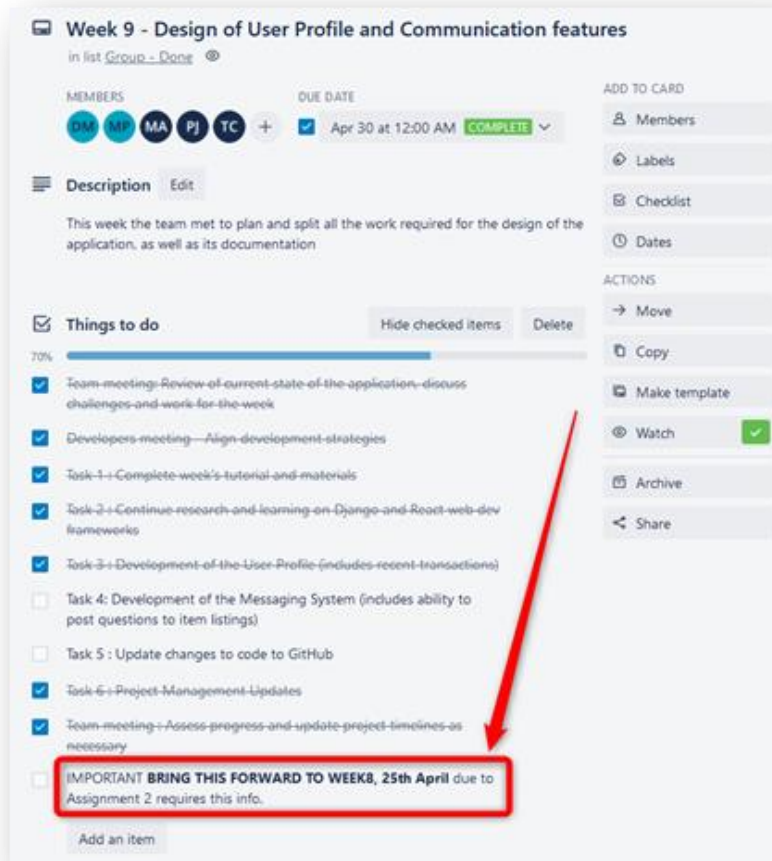 Week 9 - Design of User Profile and Communication features
in list Group - Done
MEMBERS
DUE DATE
DM MP MA PJ TC +
Apr 30 at 12:00 AM COMPLETE
Description Edit
This week the team met to plan and split all the work required for the design of the
application, as well as its documentation
Things to do
Hide checked items
Delete
70%
Team meeting: Review of current state of the application, discuss
challenges and work for the week
Developers meeting - Align development strategies
Task 1 : Complete week's tutorial and materials
Task 2 : Continue research and learning on Django and React web dev
frameworks
Task 3 : Development of the User Profile (includes recent transactions)
Task 4: Development of the Messaging System (includes ability to
post questions to item listings)
Task 5 : Update changes to code to GitHub
Task 6 : Project Management Updates
Team meeting : Assess progress and update project timelines as
necessary
IMPORTANT BRING THIS FORWARD TO WEEK8, 25th April due to
Assignment 2 requires this info.
Add an item
ADD TO CARD
Members
Labels
Checklist
Dates
ACTIONS
Move
Copy
Make template
Watch
Archive
Share